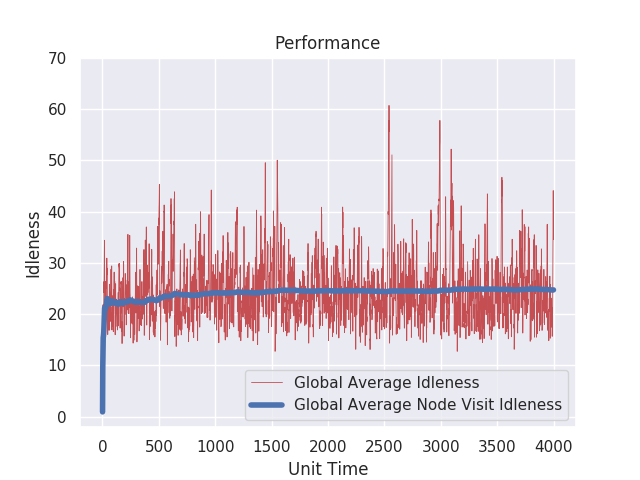 Performance
70
60
50
40
30
20
10
0
Idleness
Global Average Idleness
Global Average Node Visit Idleness
0 500 1000 1500 2000 2500 3000 3500 4000
Unit Time